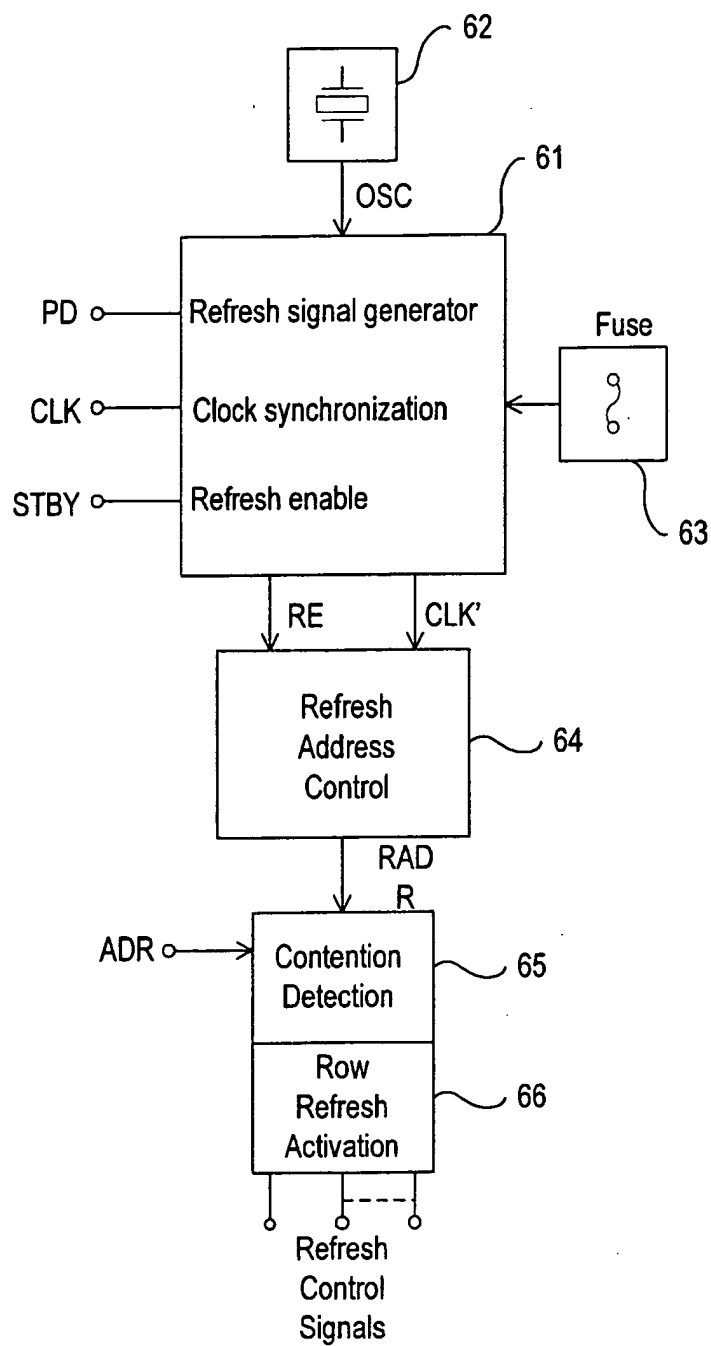 62
61
OSC
PD
Refresh signal generator
Fuse
CLK
Clock synchronization
STBY
Refresh enable
63
RE
CLK'
Refresh
Address
Control
64
RAD
R
ADR
Contention
Detection
65
Row
Refresh
Activation
66
Refresh
Control
Signals